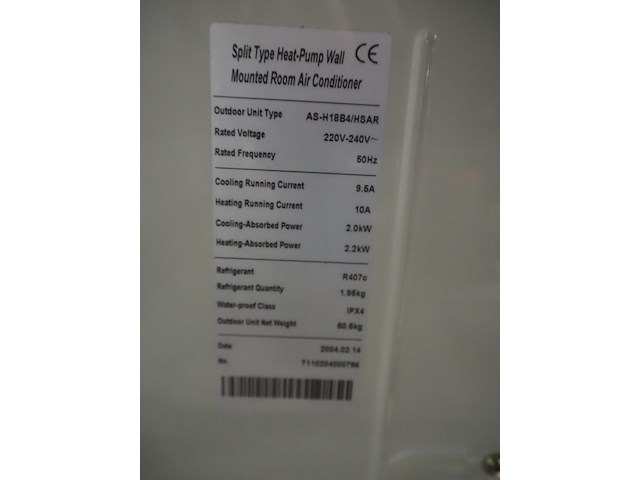 Split Type Heat-Pump Wall CE
Mounted Room Air Conditioner
Outdoor Unit Type AS-H18B4/HSAR
Rated Voltage 220V-240V~
Rated Frequency 50Hz
Cooling Running Current 9.5A
Heating Running Current 10A
Cooling-Absorbed Power 2.0kW
Heating-Absorbed Power 2.2kW
Refrigerant R407c
Refrigerant Quantity 1.95kg
Water-proof Class IPX4
Outdoor Unit Net Weight
Date 2004.02.14
No.